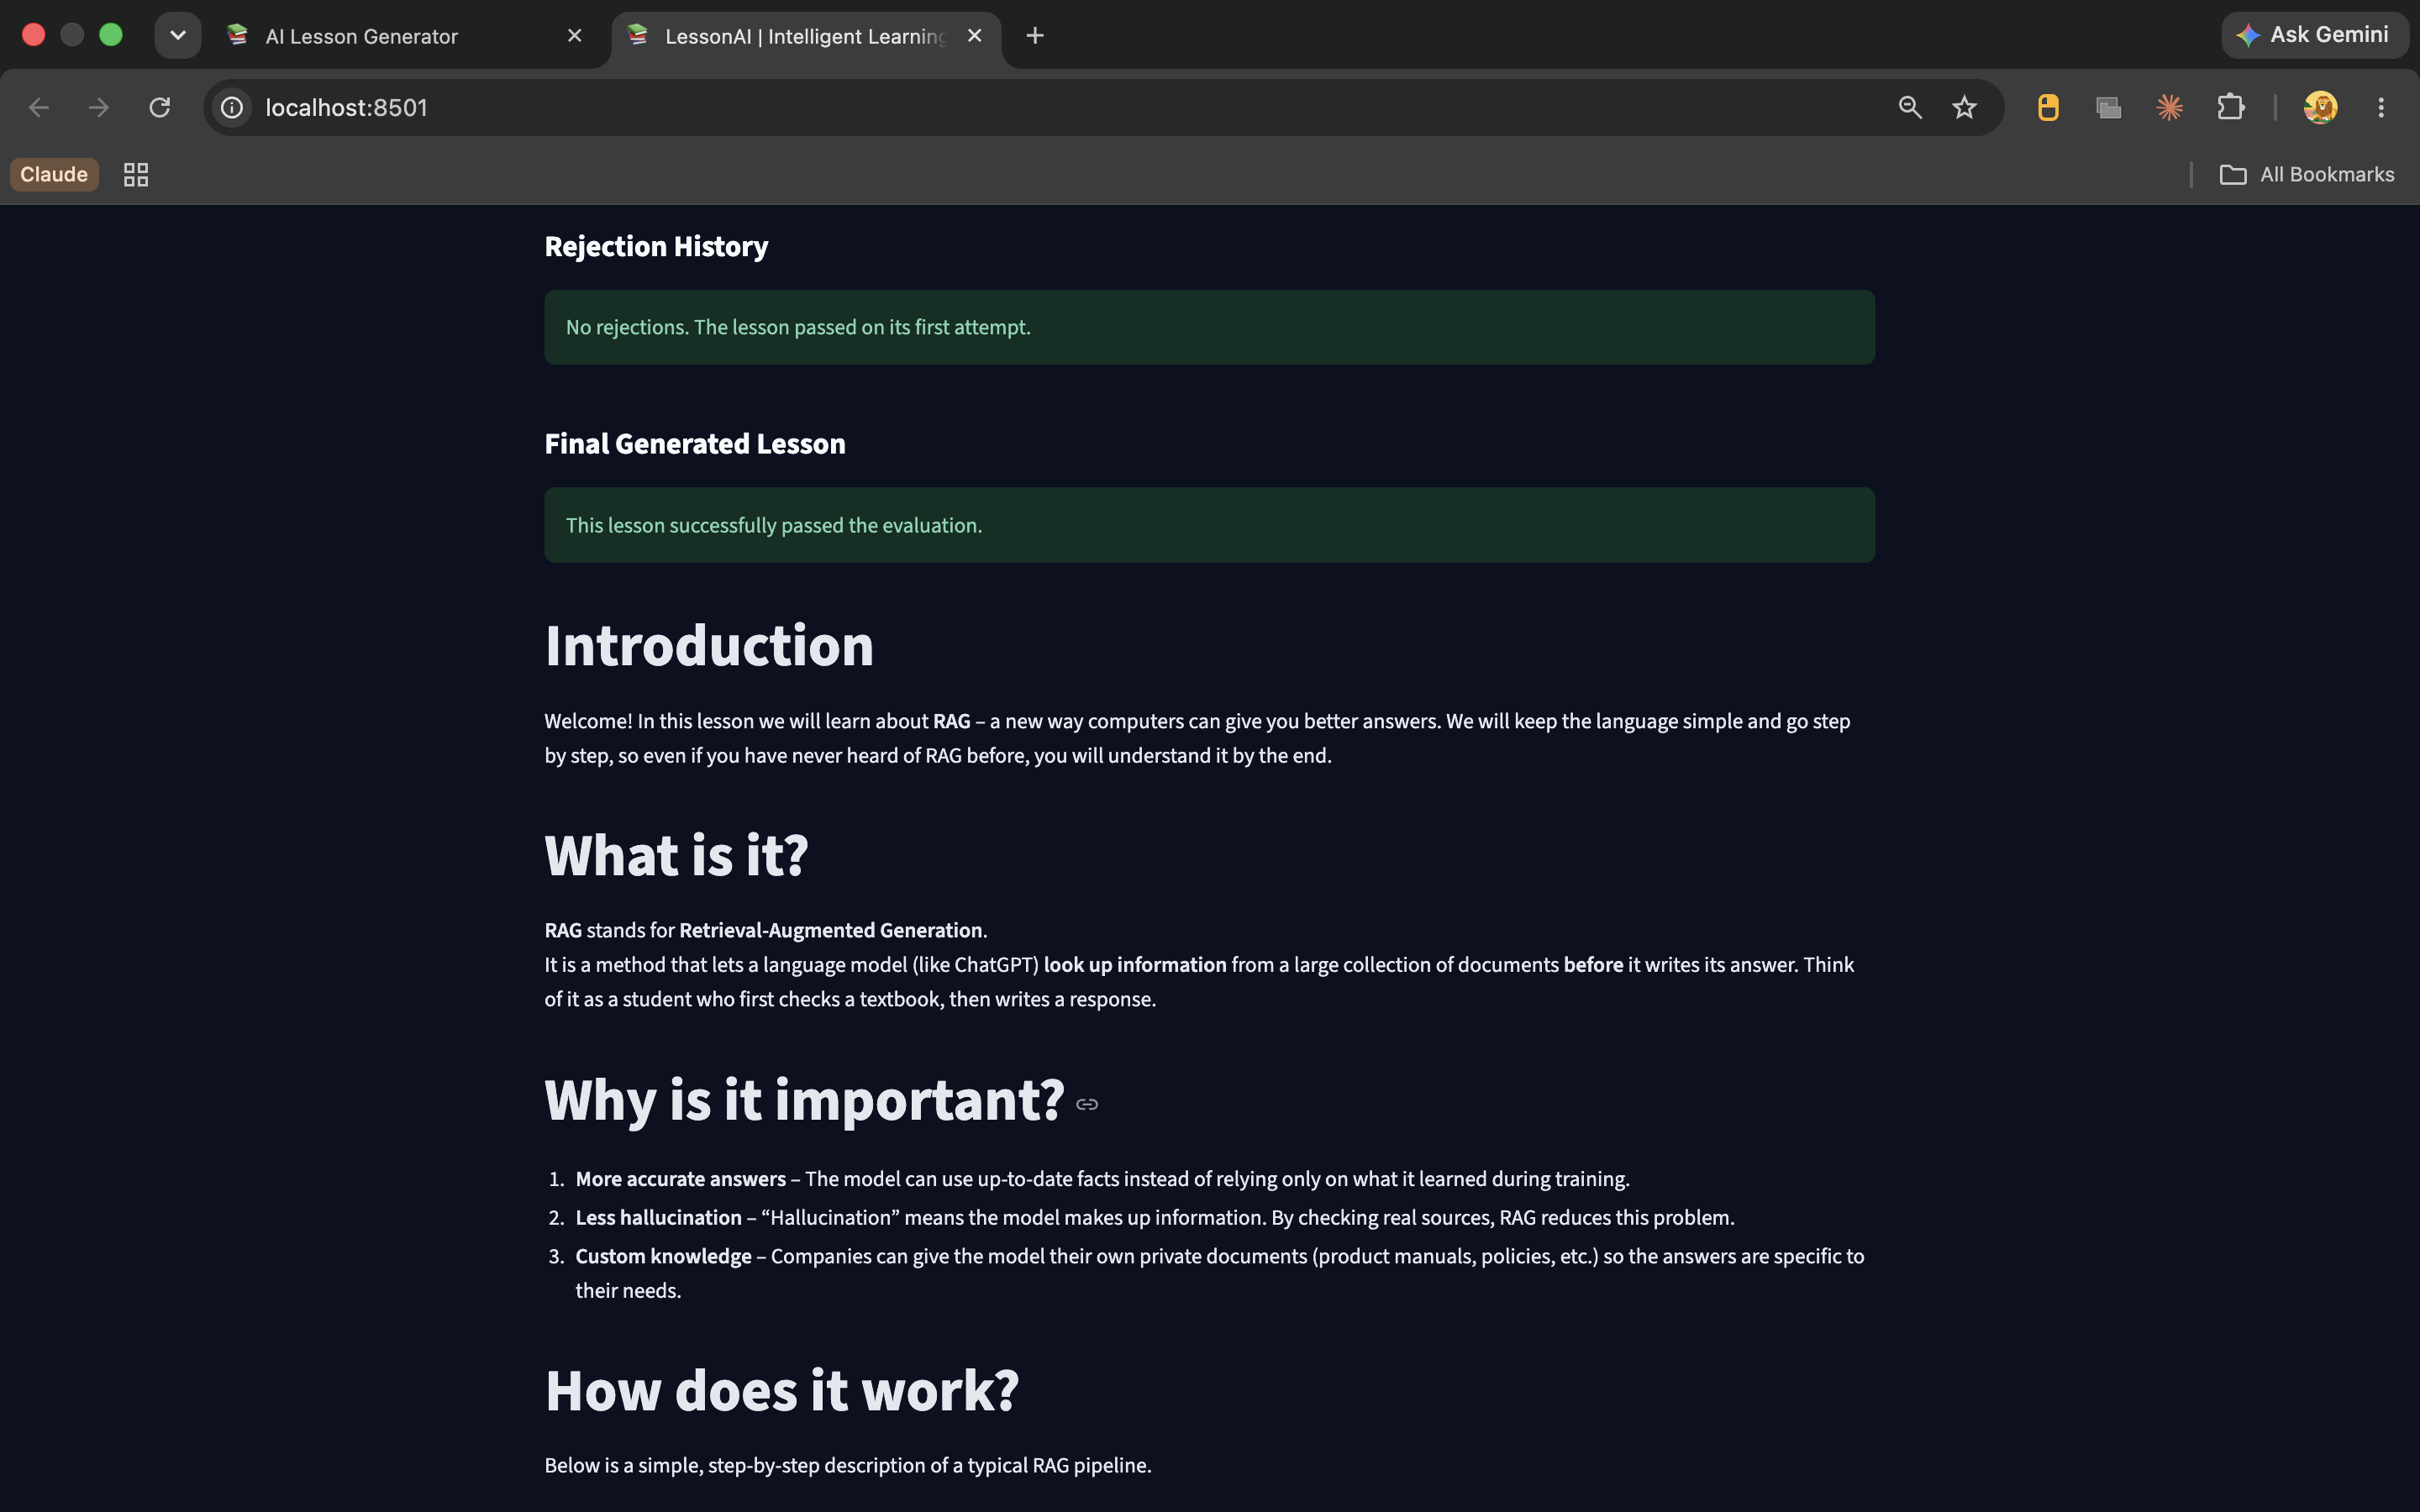 AI Lesson Generator
LessonAI | Intelligent Learning
Ask Gemini
localhost:8501
Claude
All Bookmarks
Rejection History
No rejections. The lesson passed on its first attempt.
Final Generated Lesson
This lesson successfully passed the evaluation.
Introduction
Welcome! In this lesson we will learn about RAG – a new way computers can give you better answers. We will keep the language simple and go step
by step, so even if you have never heard of RAG before, you will understand it by the end.
What is it?
RAG stands for Retrieval-Augmented Generation.
It is a method that lets a language model (like ChatGPT) look up information from a large collection of documents before it writes its answer. Think
of it as a student who first checks a textbook, then writes a response.
Why is it important?
1. More accurate answers – The model can use up-to-date facts instead of relying only on what it learned during training.
2. Less hallucination – “Hallucination” means the model makes up information. By checking real sources, RAG reduces this problem.
3. Custom knowledge – Companies can give the model their own private documents (product manuals, policies, etc.) so the answers are specific to
their needs.
How does it work?
Below is a simple, step-by-step description of a typical RAG pipeline.